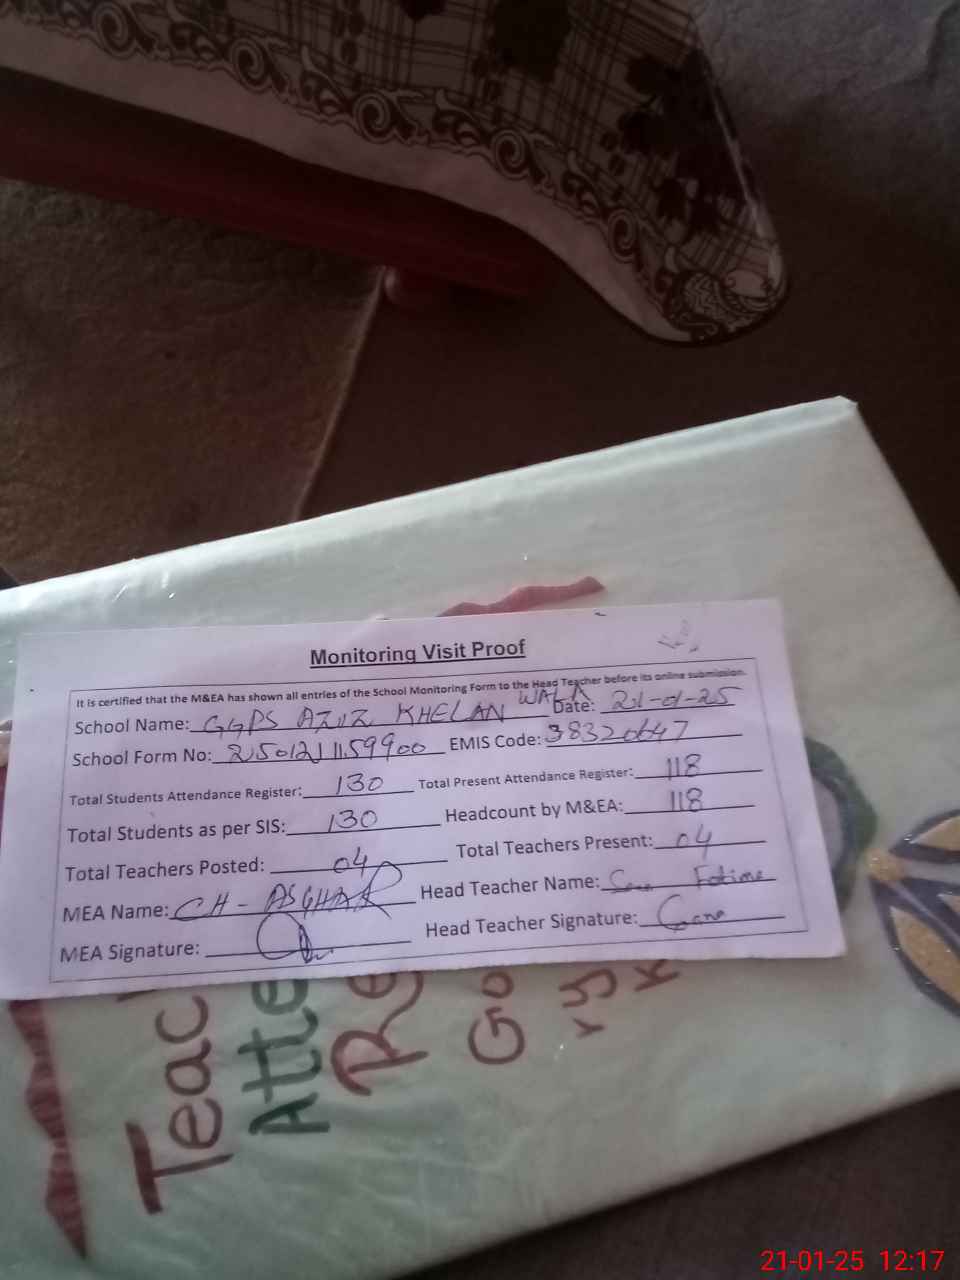 Monitoring Visit Proof
It is certified that the M&EA has shown all entries of the School Monitoring Form to the Head Teacher before its online submission.
School Name: GGPS AZIZ KHELAN WALA Date: 21-01-25
School Form No: 25012111.59900 EMIS Code: 38320647
Total Students Attendance Register: 130 Total Present Attendance Register: 118
Total Students as per SIS: 130 Headcount by M&EA: 118
Total Teachers Posted: 04 Total Teachers Present: 04
MEA Name: CH - ASGHAR Head Teacher Name: Fatima
MEA Signature: Head Teacher Signature:
Teac
Atte
Re
21-01-25 12:17